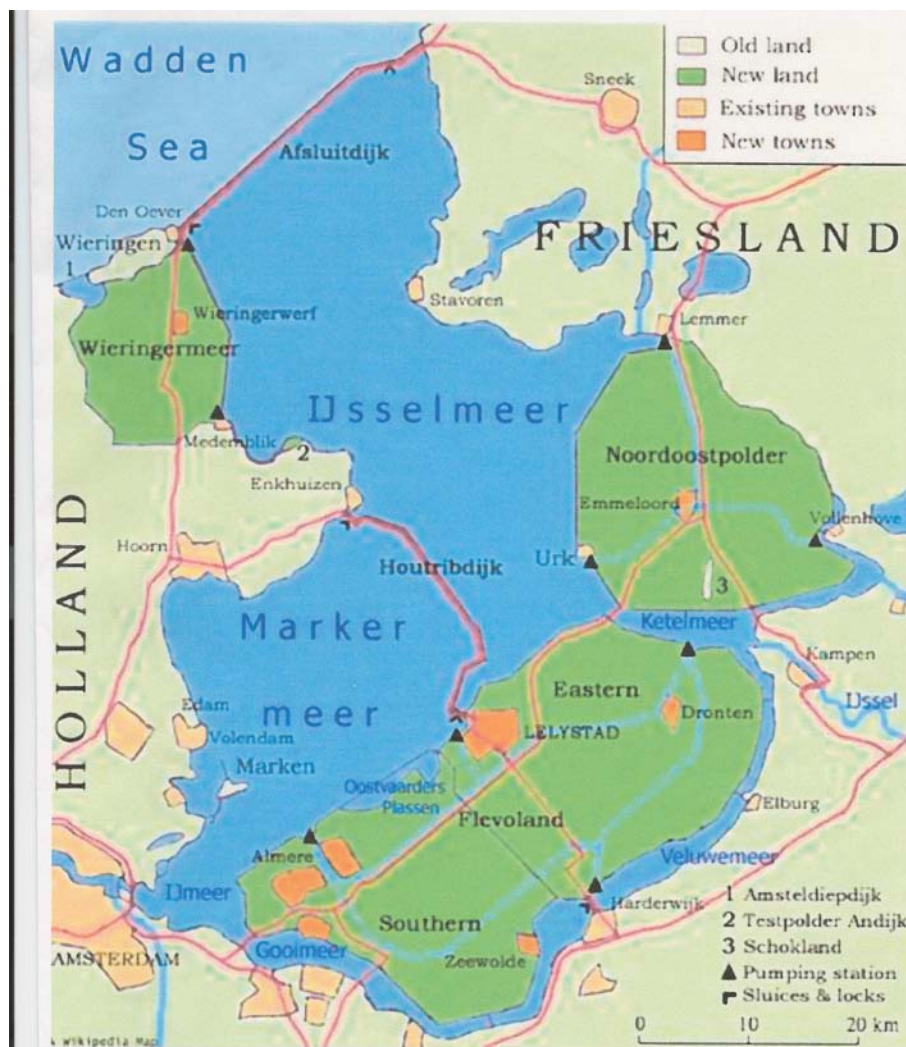 Wadden
Sea
Old land
New land
Existing towns
New towns
Sneek
Afsluitdijk
Den Oever
Wieringen
1
FRIESLAND
Stavoren
Wieringerwerf
Lemmer
Wieringermeer
IJsselmeer
Medemblik
2
Noordoostpolder
Enkhuizen
Emmeloord
Vollenhove
HOLLAND
Hoorn
Houtribdijk
Urk
3
Marker
meer
Ketelmeer
Kampen
Eastern
IJssel
Edam
Dronten
Volendam
LELYSTAD
Marken
Oostvaarders
Plassen
Flevoland
Elburg
Almere
Veluwemeer
IJmeer
Harderwijk
Southern
Gooimeer
Zeewolde
AMSTERDAM
1 Amsteldiepdijk
2 Testpolder Andijk
3 Schokland
Pumping station
Sluices & locks
0 10 20 km
A Wikipedia Map